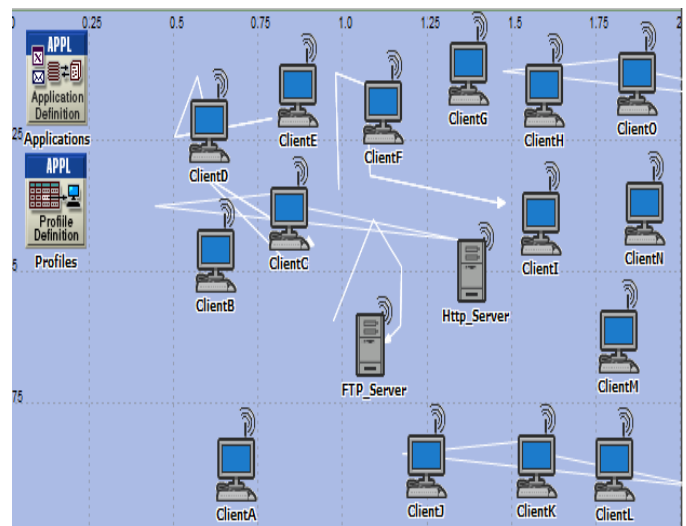 0 0.25 0.5 0.75 1.0 1.25 1.5 1.75 2
APPL
Application
Definition
Applications
25
APPL
Profile
Definition
Profiles
5
75
ClientE
ClientG
ClientH
ClientO
ClientD
ClientF
ClientC
ClientI
ClientN
ClientB
Http_Server
FTP_Server
ClientM
ClientA
ClientJ
ClientK
ClientL